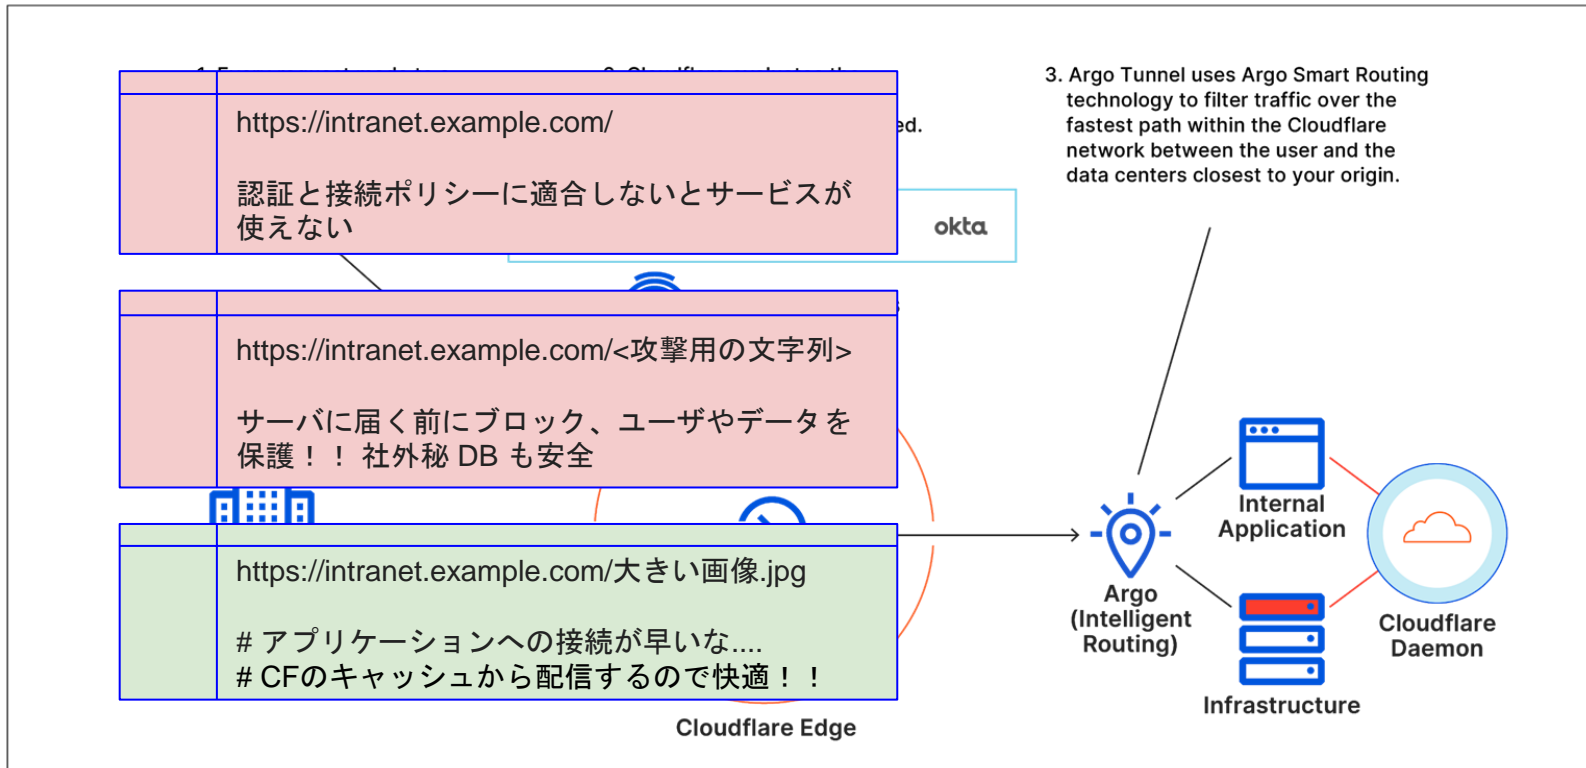 ed.
https://intranet.example.com/
認証と接続ポリシーに適合しないとサービスが
使えない
3. Argo Tunnel uses Argo Smart Routing
technology to filter traffic over the
fastest path within the Cloudflare
network between the user and the
data centers closest to your origin.
okta
https://intranet.example.com/<攻撃用の文字列>
サーバに届く前にブロック、ユーザやデータを
保護！！ 社外秘 DB も安全
https://intranet.example.com/大きい画像.jpg
# アプリケーションへの接続が早いな....
# CFのキャッシュから配信するので快適！！
Cloudflare Edge
Argo
(Intelligent
Routing)
Internal
Application
Infrastructure
Cloudflare
Daemon